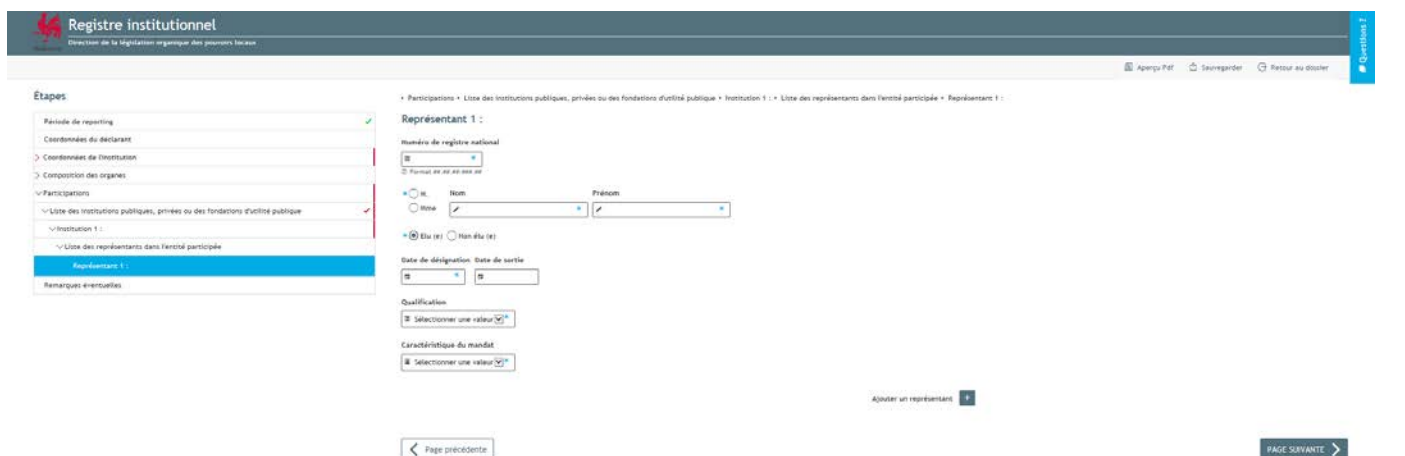 Registre institutionnel
Direction de la législation organique des pouvoirs locaux
Questions ?
Aperçu Pdf Sauvegarder Retour au dossier
Étapes
Période de reporting
Coordonnées du déclarant
Coordonnées de l'institution
Composition des organes
Participations
Liste des institutions publiques, privées ou des fondations d'utilité publique
Institution 1 :
Liste des représentants dans l'entité participée
Représentant 1 :
Remarques éventuelles
• Participations • Liste des institutions publiques, privées ou des fondations d'utilité publique • Institution 1 : • Liste des représentants dans l'entité participée • Représentant 1 :
Représentant 1 :
Numéro de registre national
Format ##.##.##-###.##
M. Nom Prénom
Mme
Elu (e) Non élu (e)
Date de désignation Date de sortie
Qualification
Sélectionner une valeur
Caractéristique du mandat
Sélectionner une valeur
Ajouter un représentant +
Page précédente
PAGE SUIVANTE